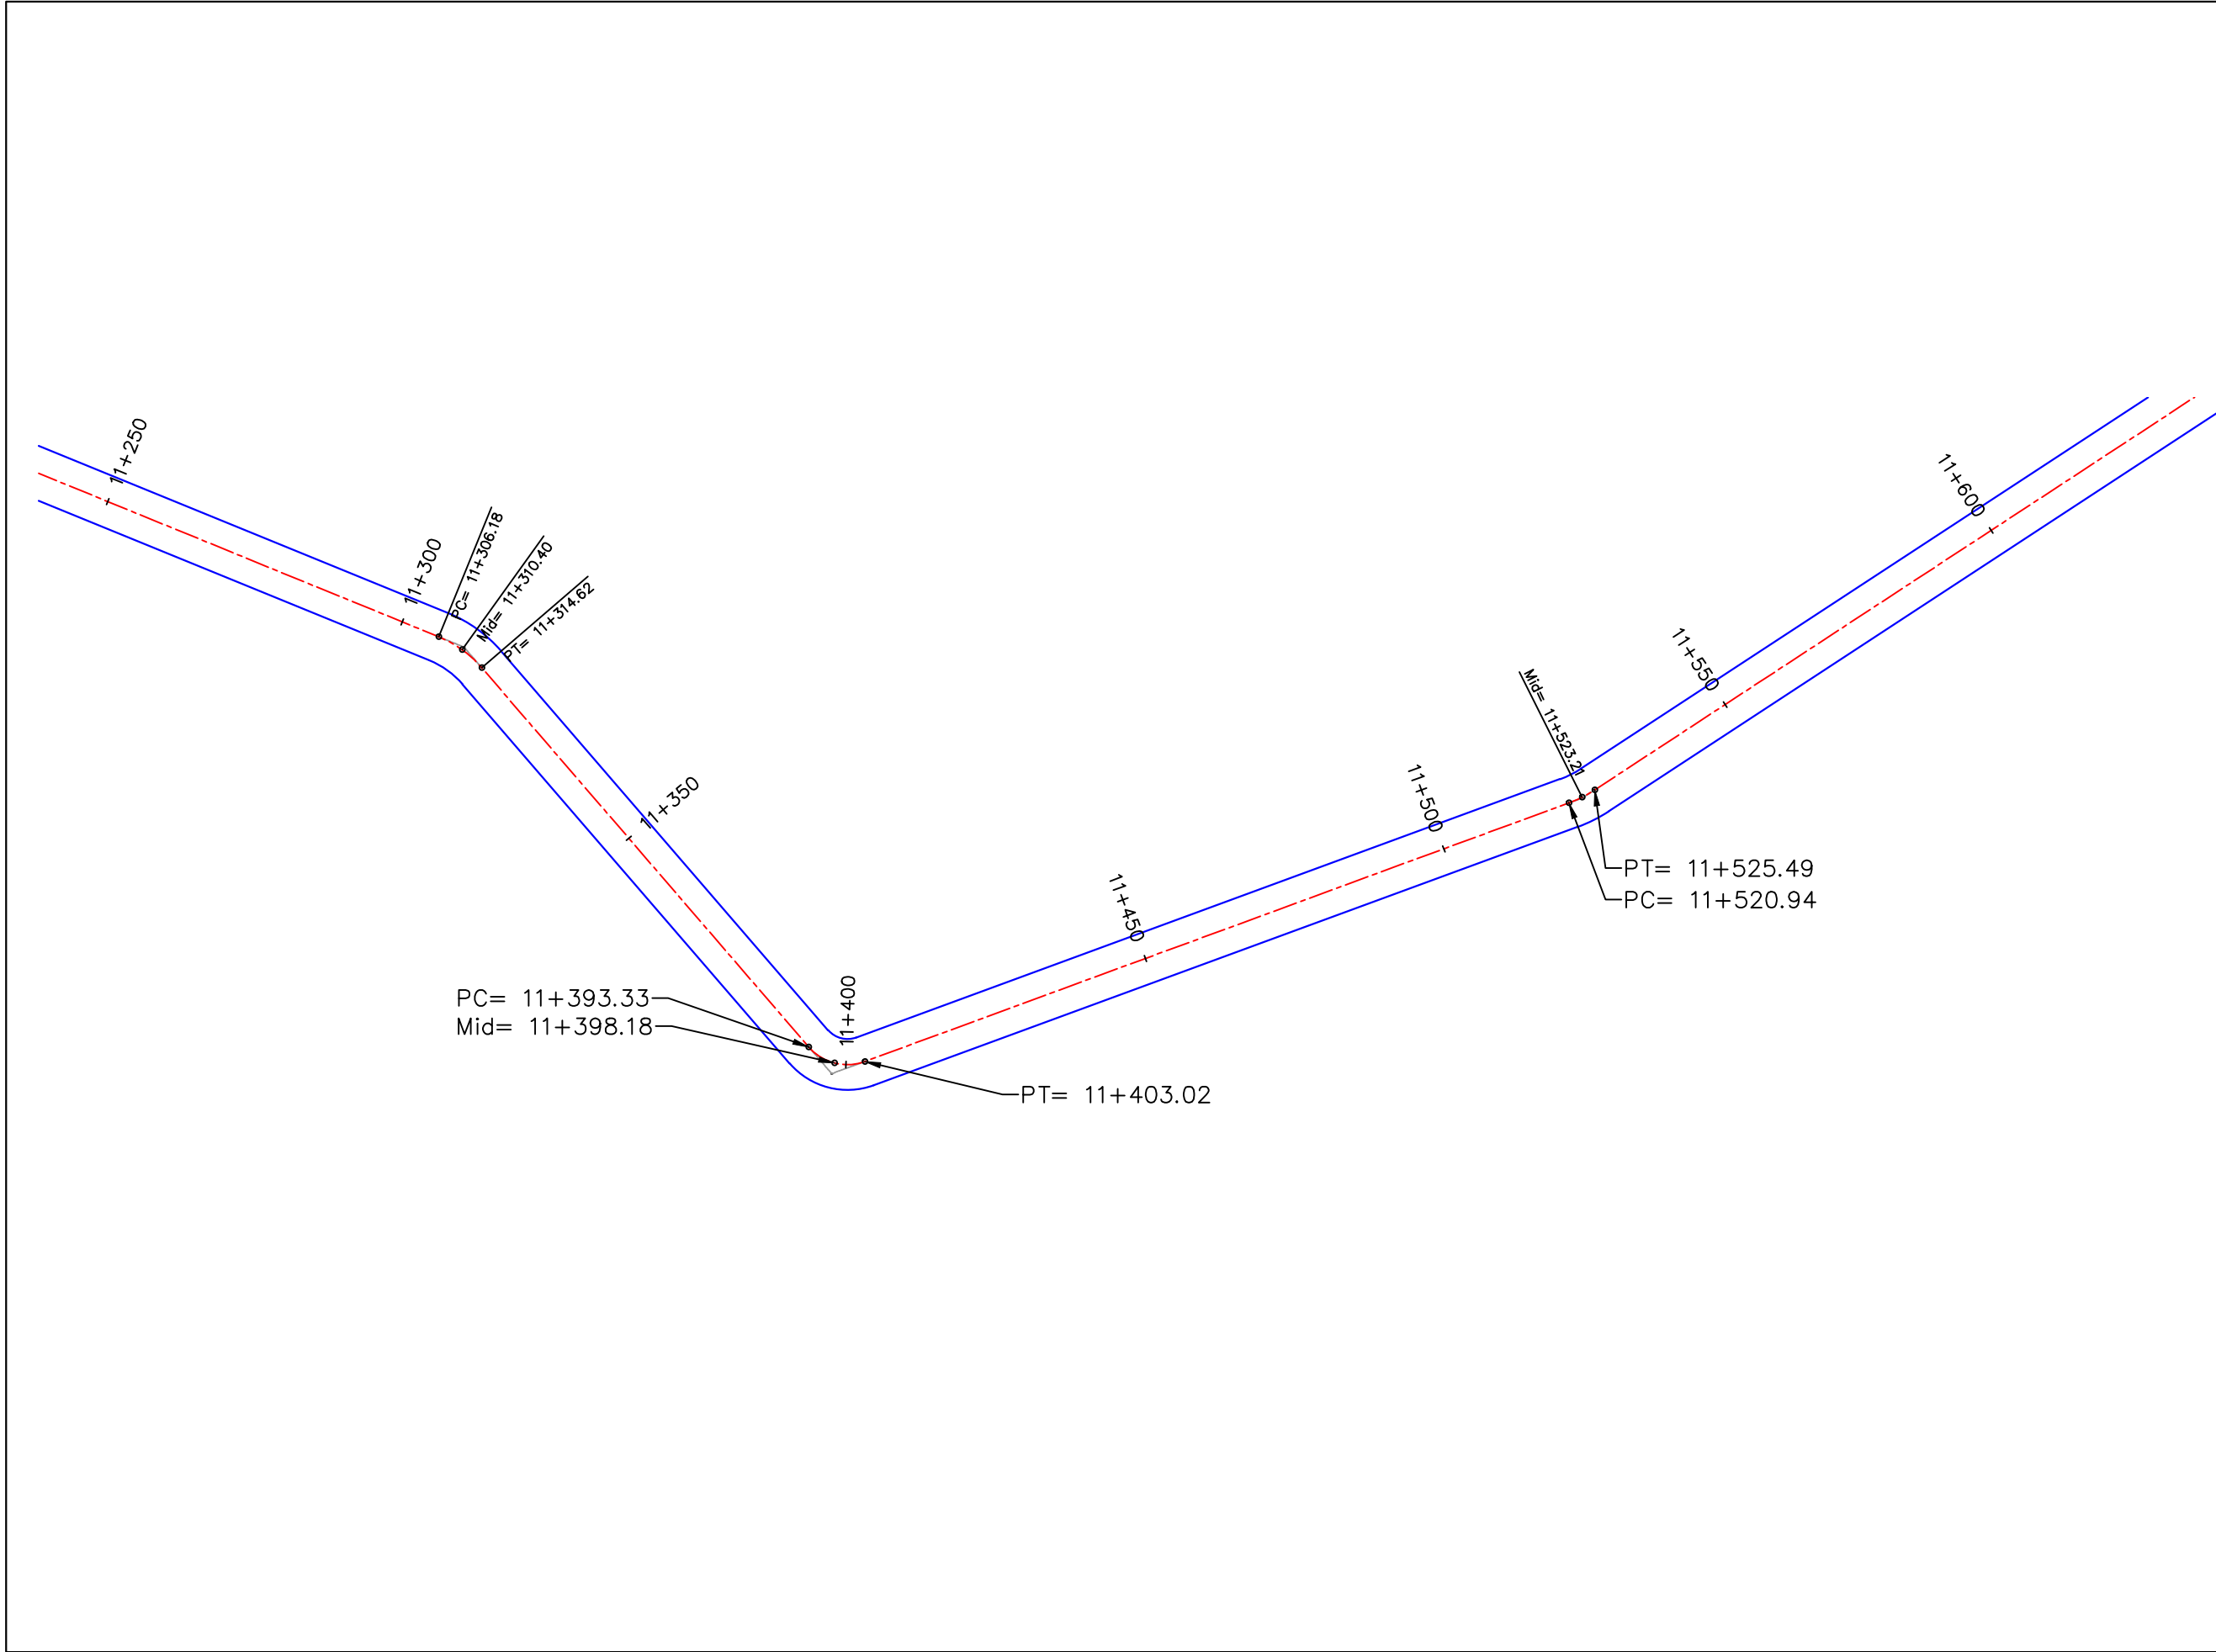 11+250
11+300
PC= 11+306.18
Mid= 11+310.40
PT= 11+314.62
11+350
PC= 11+393.33
Mid= 11+398.18
11+400
PT= 11+403.02
11+450
11+500
Mid= 11+523.21
PT= 11+525.49
PC= 11+520.94
11+550
11+600